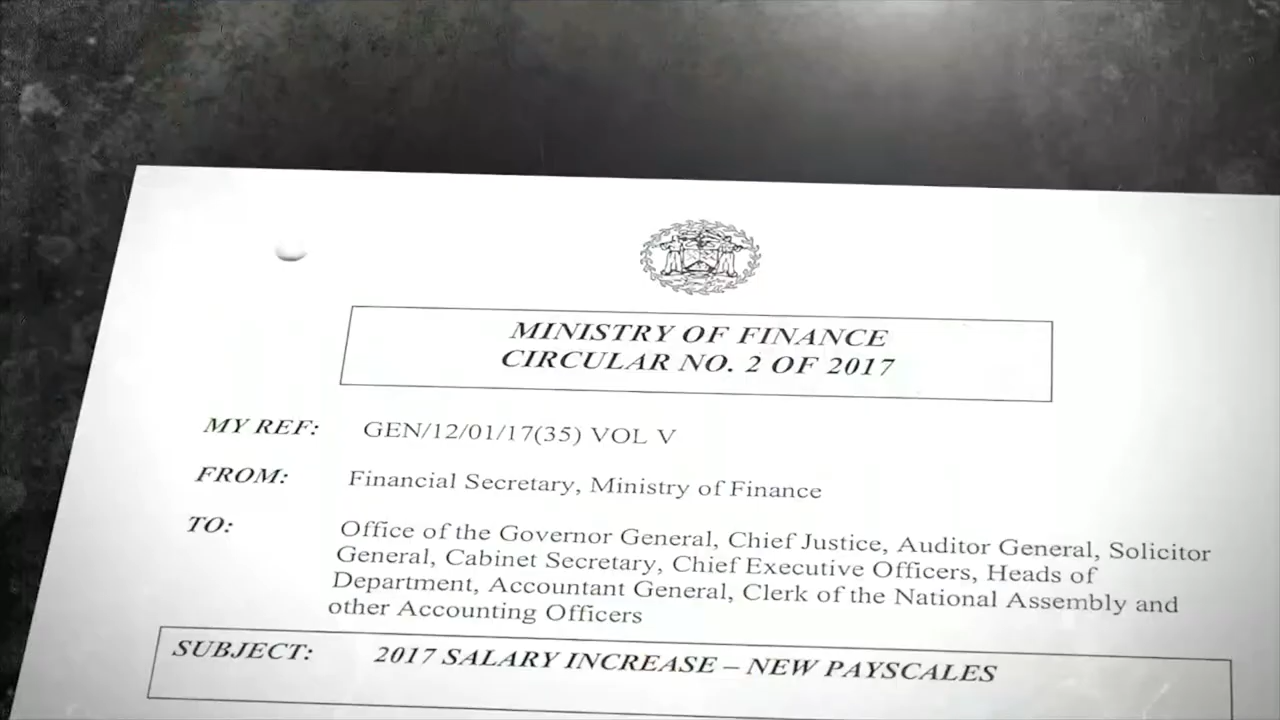 MINISTRY OF FINANCE
CIRCULAR NO. 2 OF 2017
MY REF: GEN/12/01/17(35) VOL V
FROM: Financial Secretary, Ministry of Finance
TO: Office of the Governor General, Chief Justice, Auditor General, Solicitor
General, Cabinet Secretary, Chief Executive Officers, Heads of
Department, Accountant General, Clerk of the National Assembly and
other Accounting Officers
SUBJECT: 2017 SALARY INCREASE – NEW PAYSCALES